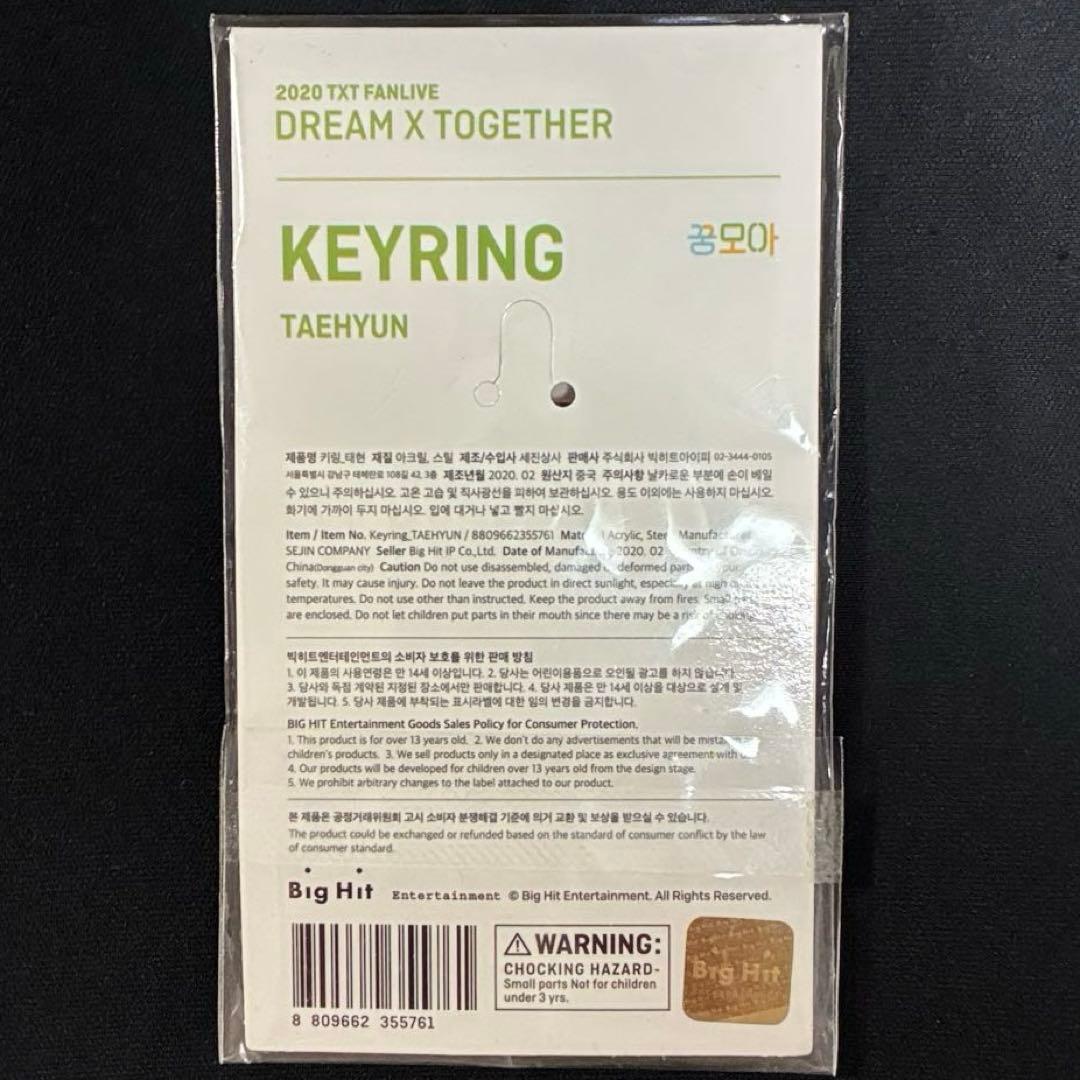 2020 TXT FANLIVE
DREAM X TOGETHER
KEYRING
꿈모아
TAEHYUN
제품명 키링_태현 재질 아크릴, 스틸 제조/수입사 세진상사 판매사 주식회사 빅히트아이피 02-3444-0105
서울특별시 강남구 테헤란로 108길 42, 3층 제조년월 2020. 02 원산지 중국 주의사항 날카로운 부분에 손이 베일
수 있으니 주의하십시오. 고온 고습 및 직사광선을 피하여 보관하십시오. 용도 이외에는 사용하지 마십시오.
화기에 가까이 두지 마십시오. 입에 대거나 넣고 빨지 마십시오.
Item / Item No. Keyring_TAEHYUN / 8809662355761 Acrylic, Manufacturer
SEJIN COMPANY Seller Big Hit IP Co.,Ltd. Date of 2020. 02
China(Dongguan city) Caution Do not use disassembled, damaged deformed your
safety. It may cause injury. Do not leave the product in direct sunlight, high
temperatures. Do not use other than instructed. Keep the product away from fires. Small
are enclosed. Do not let children put parts in their mouth since there may be a
빅히트엔터테인먼트의 소비자 보호를 위한 판매 방침
1. 이 제품의 사용연령은 만 14세 이상입니다. 2. 당사는 어린이용품으로 오인될 광고를 하지 않습니다.
3. 당사와 독점 계약된 지정된 장소에서만 판매합니다. 4. 당사 제품은 만 14세 이상을 대상으로 설계 및
개발됩니다. 5. 당사 제품에 부착되는 표시라벨에 대한 임의 변경을 금지합니다.
BIG HIT Entertainment Goods Sales Policy for Consumer Protection.
1. This product is for over 13 years old. 2. We don't do any advertisements that will be
children's products. 3. We sell products only in a designated place as exclusive agreement with
4. Our products will be developed for children over 13 years old from the design stage.
5. We prohibit arbitrary changes to the label attached to our product.
본 제품은 공정거래위원회 고시 소비자 분쟁해결 기준에 의거 교환 및 보상을 받으실 수 있습니다.
The product could be exchanged or refunded based on the standard of consumer conflict by the law
of consumer standard.
Big Hit Entertainment © Big Hit Entertainment. All Rights Reserved.
WARNING:
CHOCKING HAZARD-
Small parts Not for children
under 3 yrs.
Big Hit
8 809662 355761